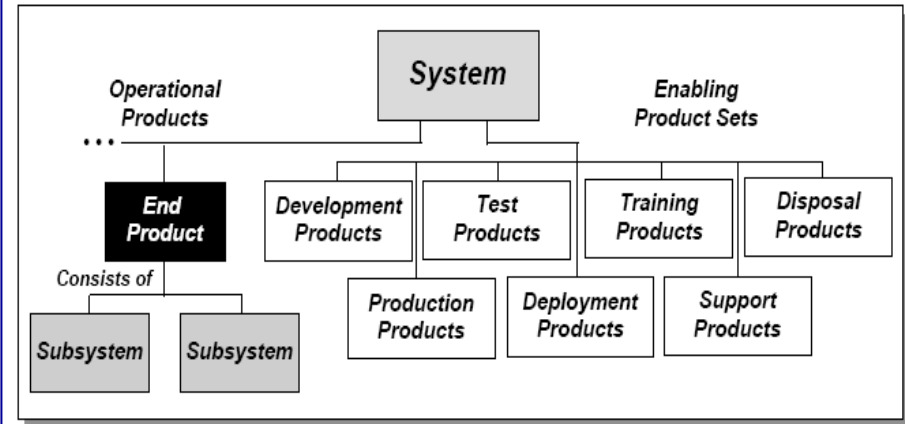 System
Operational
Products
Enabling
Product Sets
• • •
End
Product
Development
Products
Test
Products
Training
Products
Disposal
Products
Consists of
Production
Products
Deployment
Products
Support
Products
Subsystem
Subsystem